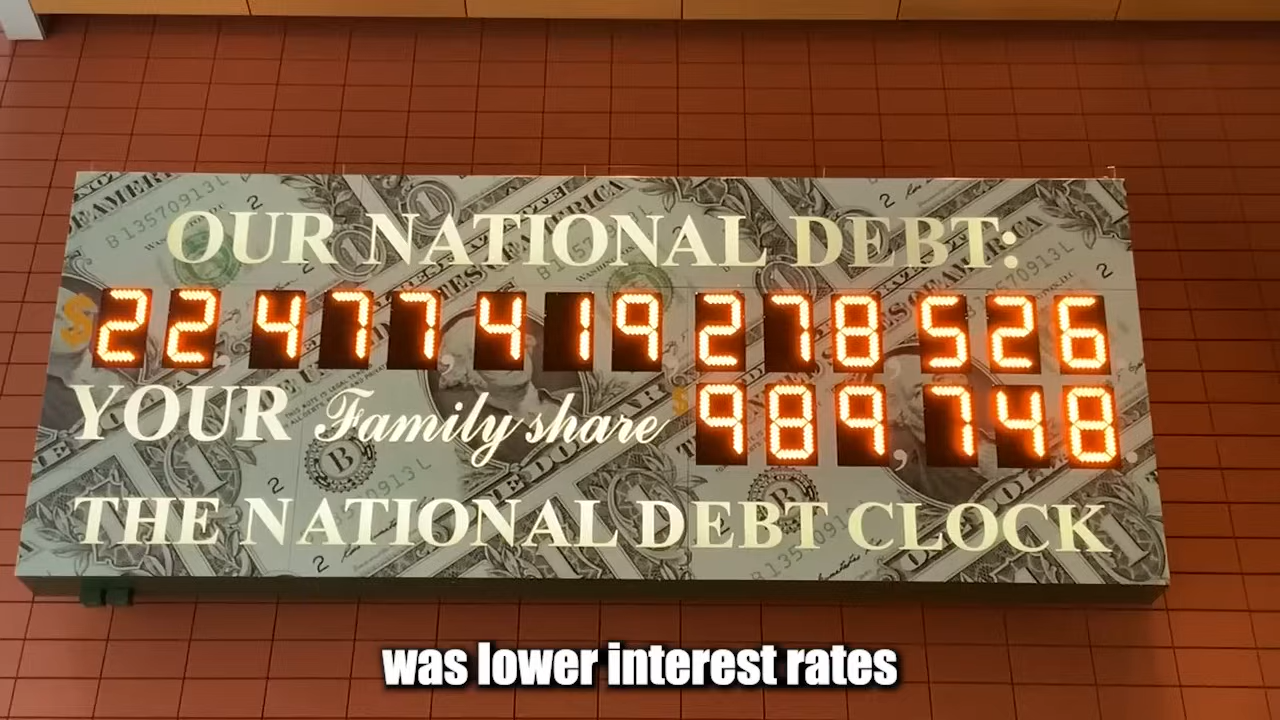 OUR NATIONAL DEBT:
$22,477,419,278,526
YOUR Family share $989,748.
THE NATIONAL DEBT CLOCK
was lower interest rates